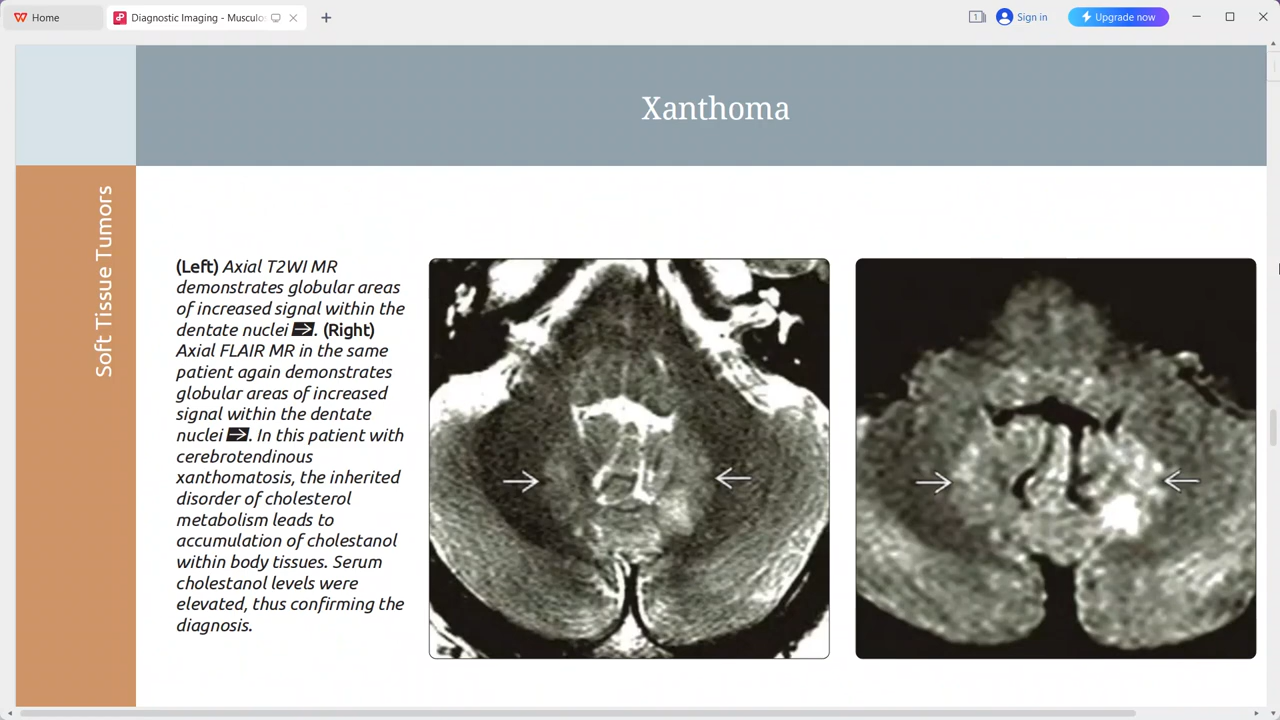 Home
Diagnostic Imaging - Musculo
1
Sign in
Upgrade now
Xanthoma
Soft Tissue Tumors
(Left) Axial T2WI MR
demonstrates globular areas
of increased signal within the
dentate nuclei ➡. (Right)
Axial FLAIR MR in the same
patient again demonstrates
globular areas of increased
signal within the dentate
nuclei ➡. In this patient with
cerebrotendinous
xanthomatosis, the inherited
disorder of cholesterol
metabolism leads to
accumulation of cholestanol
within body tissues. Serum
cholestanol levels were
elevated, thus confirming the
diagnosis.